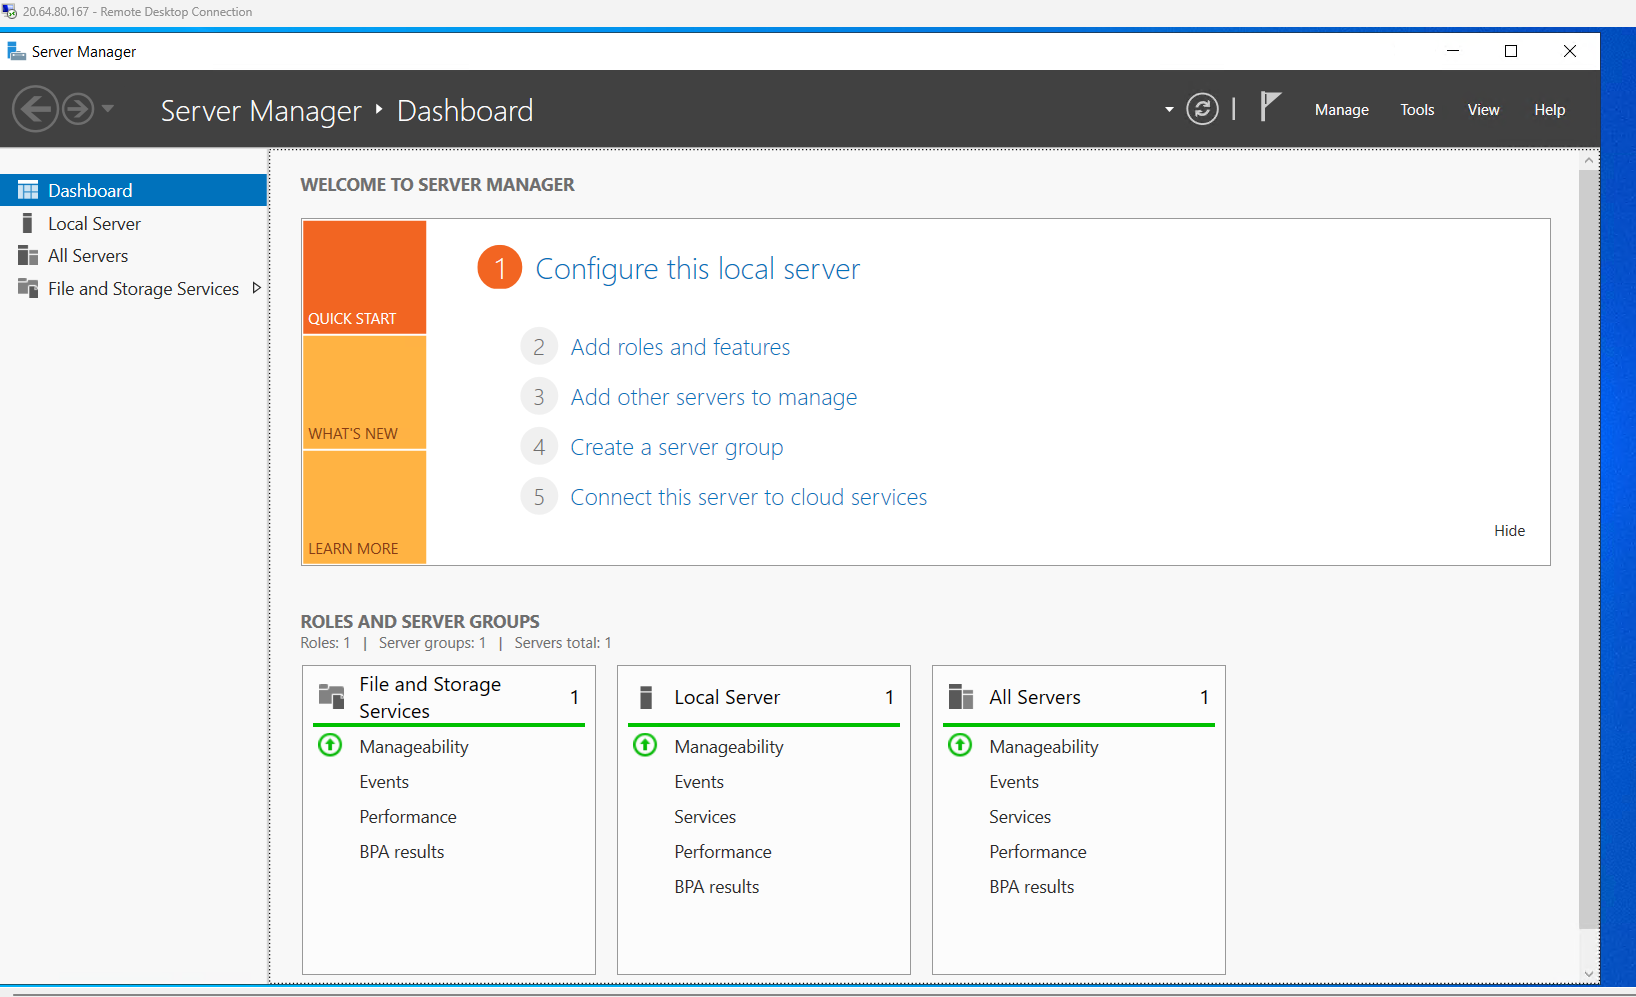 20.64.80.167 - Remote Desktop Connection
Server Manager
Server Manager Dashboard
Manage Tools View Help
Dashboard
Local Server
All Servers
File and Storage Services
WELCOME TO SERVER MANAGER
QUICK START
WHAT'S NEW
LEARN MORE
1 Configure this local server
2 Add roles and features
3 Add other servers to manage
4 Create a server group
5 Connect this server to cloud services
Hide
ROLES AND SERVER GROUPS
Roles: 1 | Server groups: 1 | Servers total: 1
File and Storage
Services 1
Manageability
Events
Performance
BPA results
Local Server 1
Manageability
Events
Services
Performance
BPA results
All Servers 1
Manageability
Events
Services
Performance
BPA results